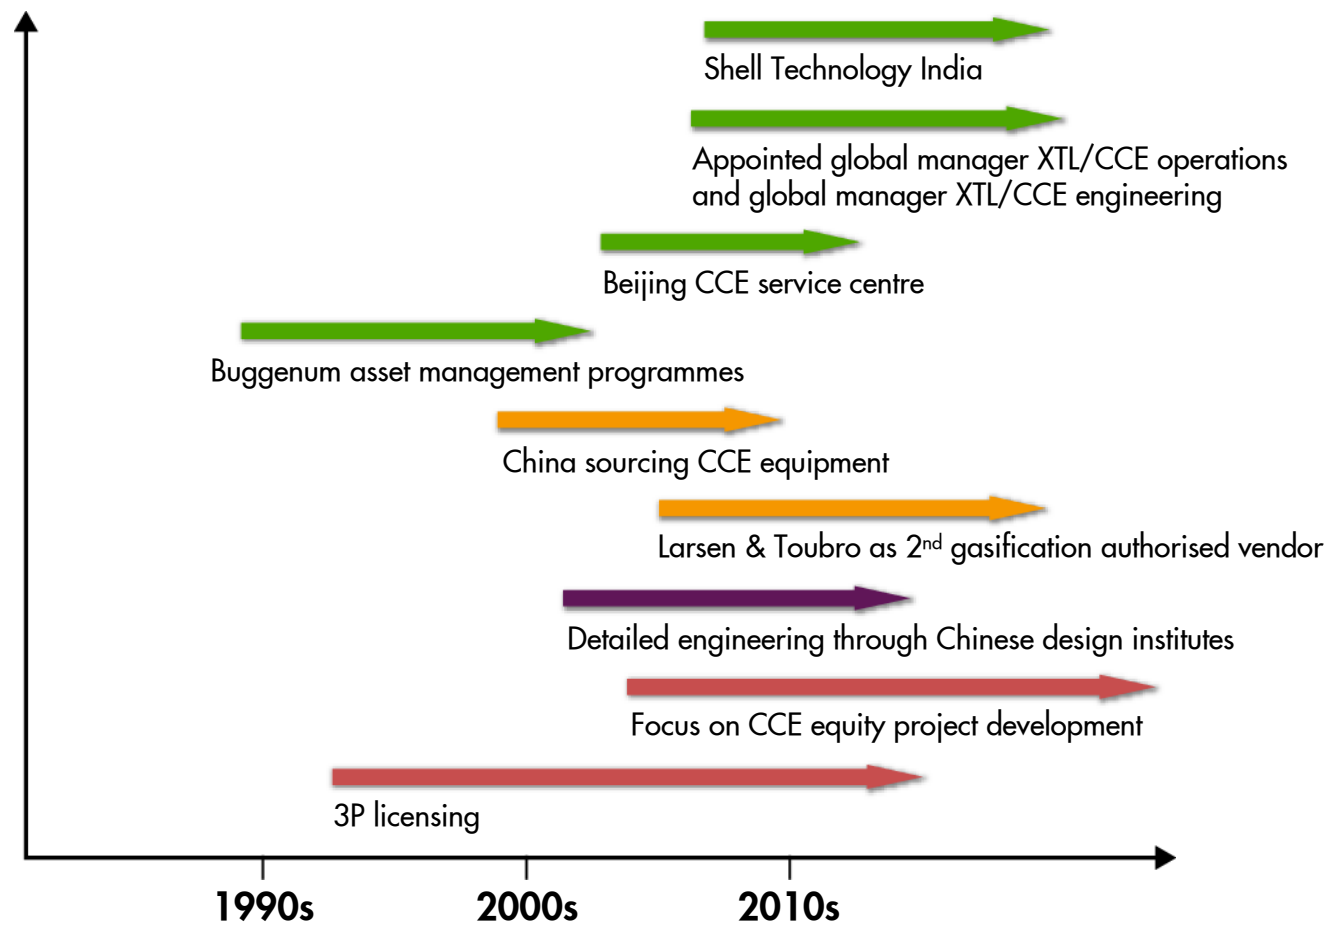 Shell Technology India
Appointed global manager XTL/CCE operations
and global manager XTL/CCE engineering
Beijing CCE service centre
Buggenum asset management programmes
China sourcing CCE equipment
Larsen & Toubro as 2nd gasification authorised vendor
Detailed engineering through Chinese design institutes
Focus on CCE equity project development
3P licensing
1990s 2000s 2010s